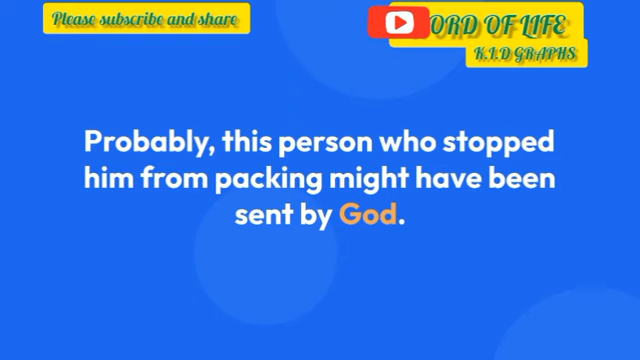 Please subscribe and share
ORD OF LIFE
K.I.D GRAPHS
Probably, this person who stopped
him from packing might have been
sent by God.